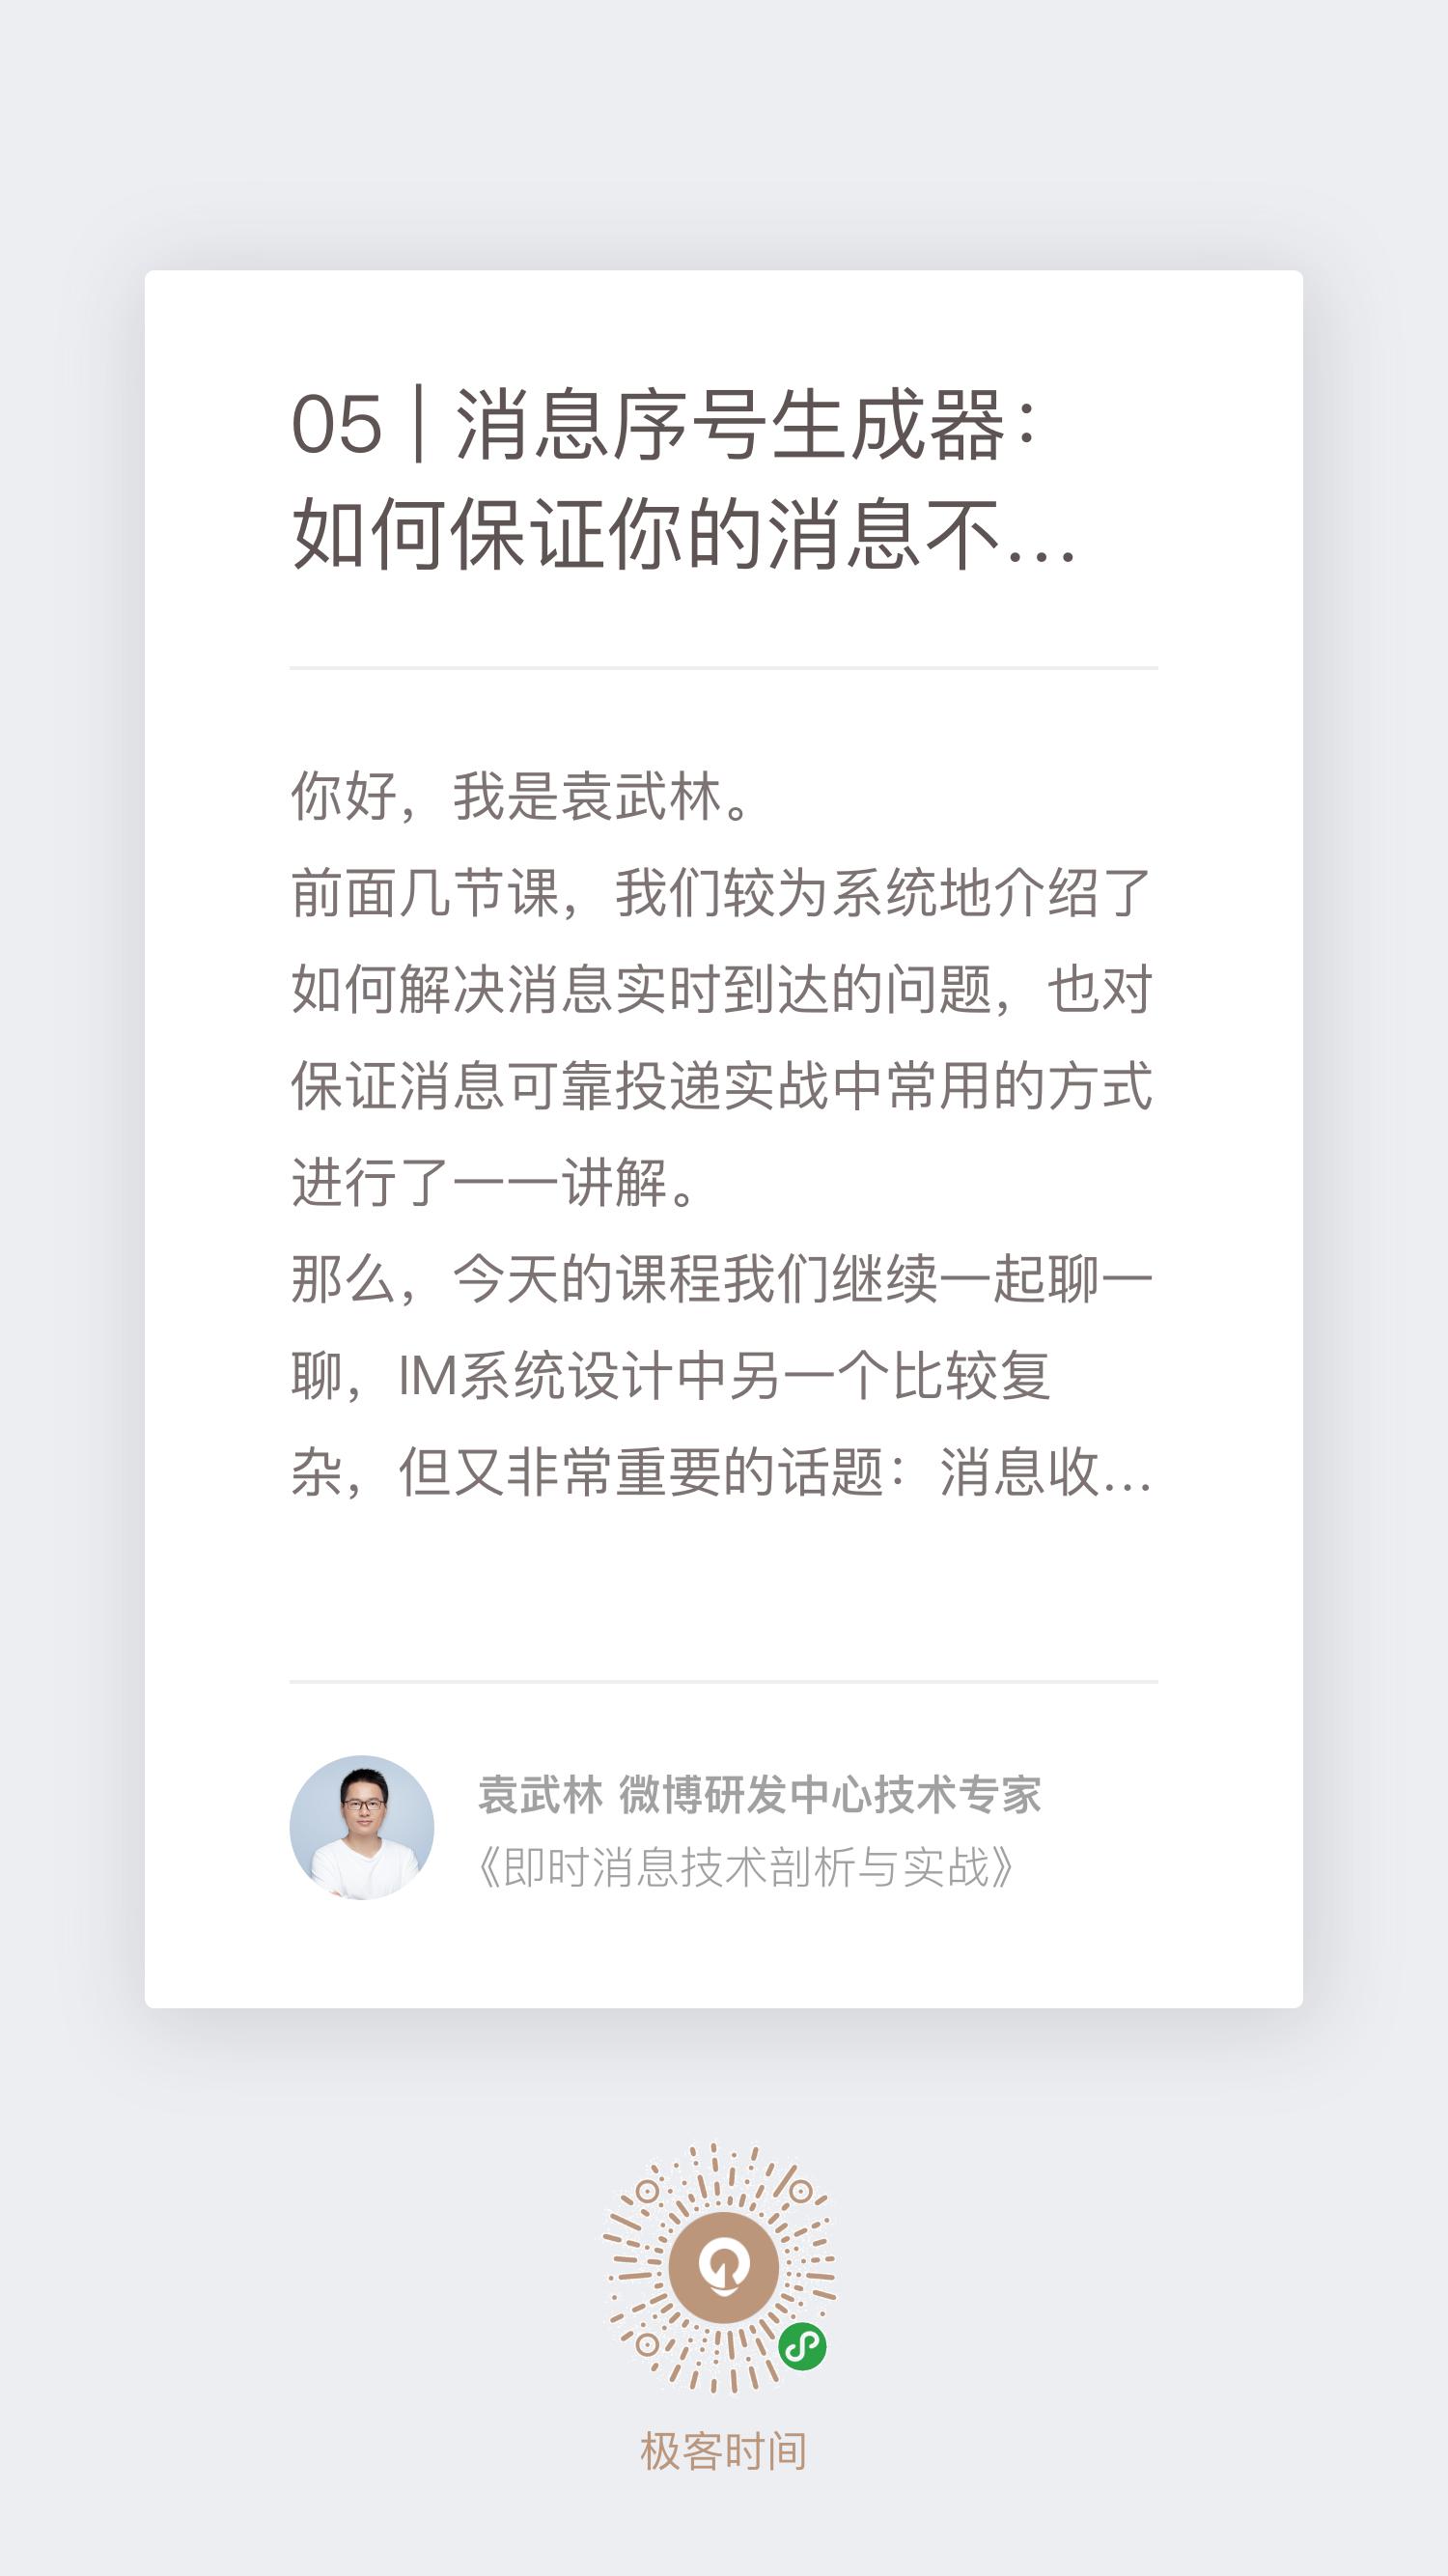 05 | 消息序号生成器：
如何保证你的消息不…
你好，我是袁武林。
前面几节课，我们较为系统地介绍了
如何解决消息实时到达的问题，也对
保证消息可靠投递实战中常用的方式
进行了一一讲解。
那么，今天的课程我们继续一起聊一
聊，IM系统设计中另一个比较复
杂，但又非常重要的话题：消息收…
袁武林 微博研发中心技术专家
《即时消息技术剖析与实战》
极客时间